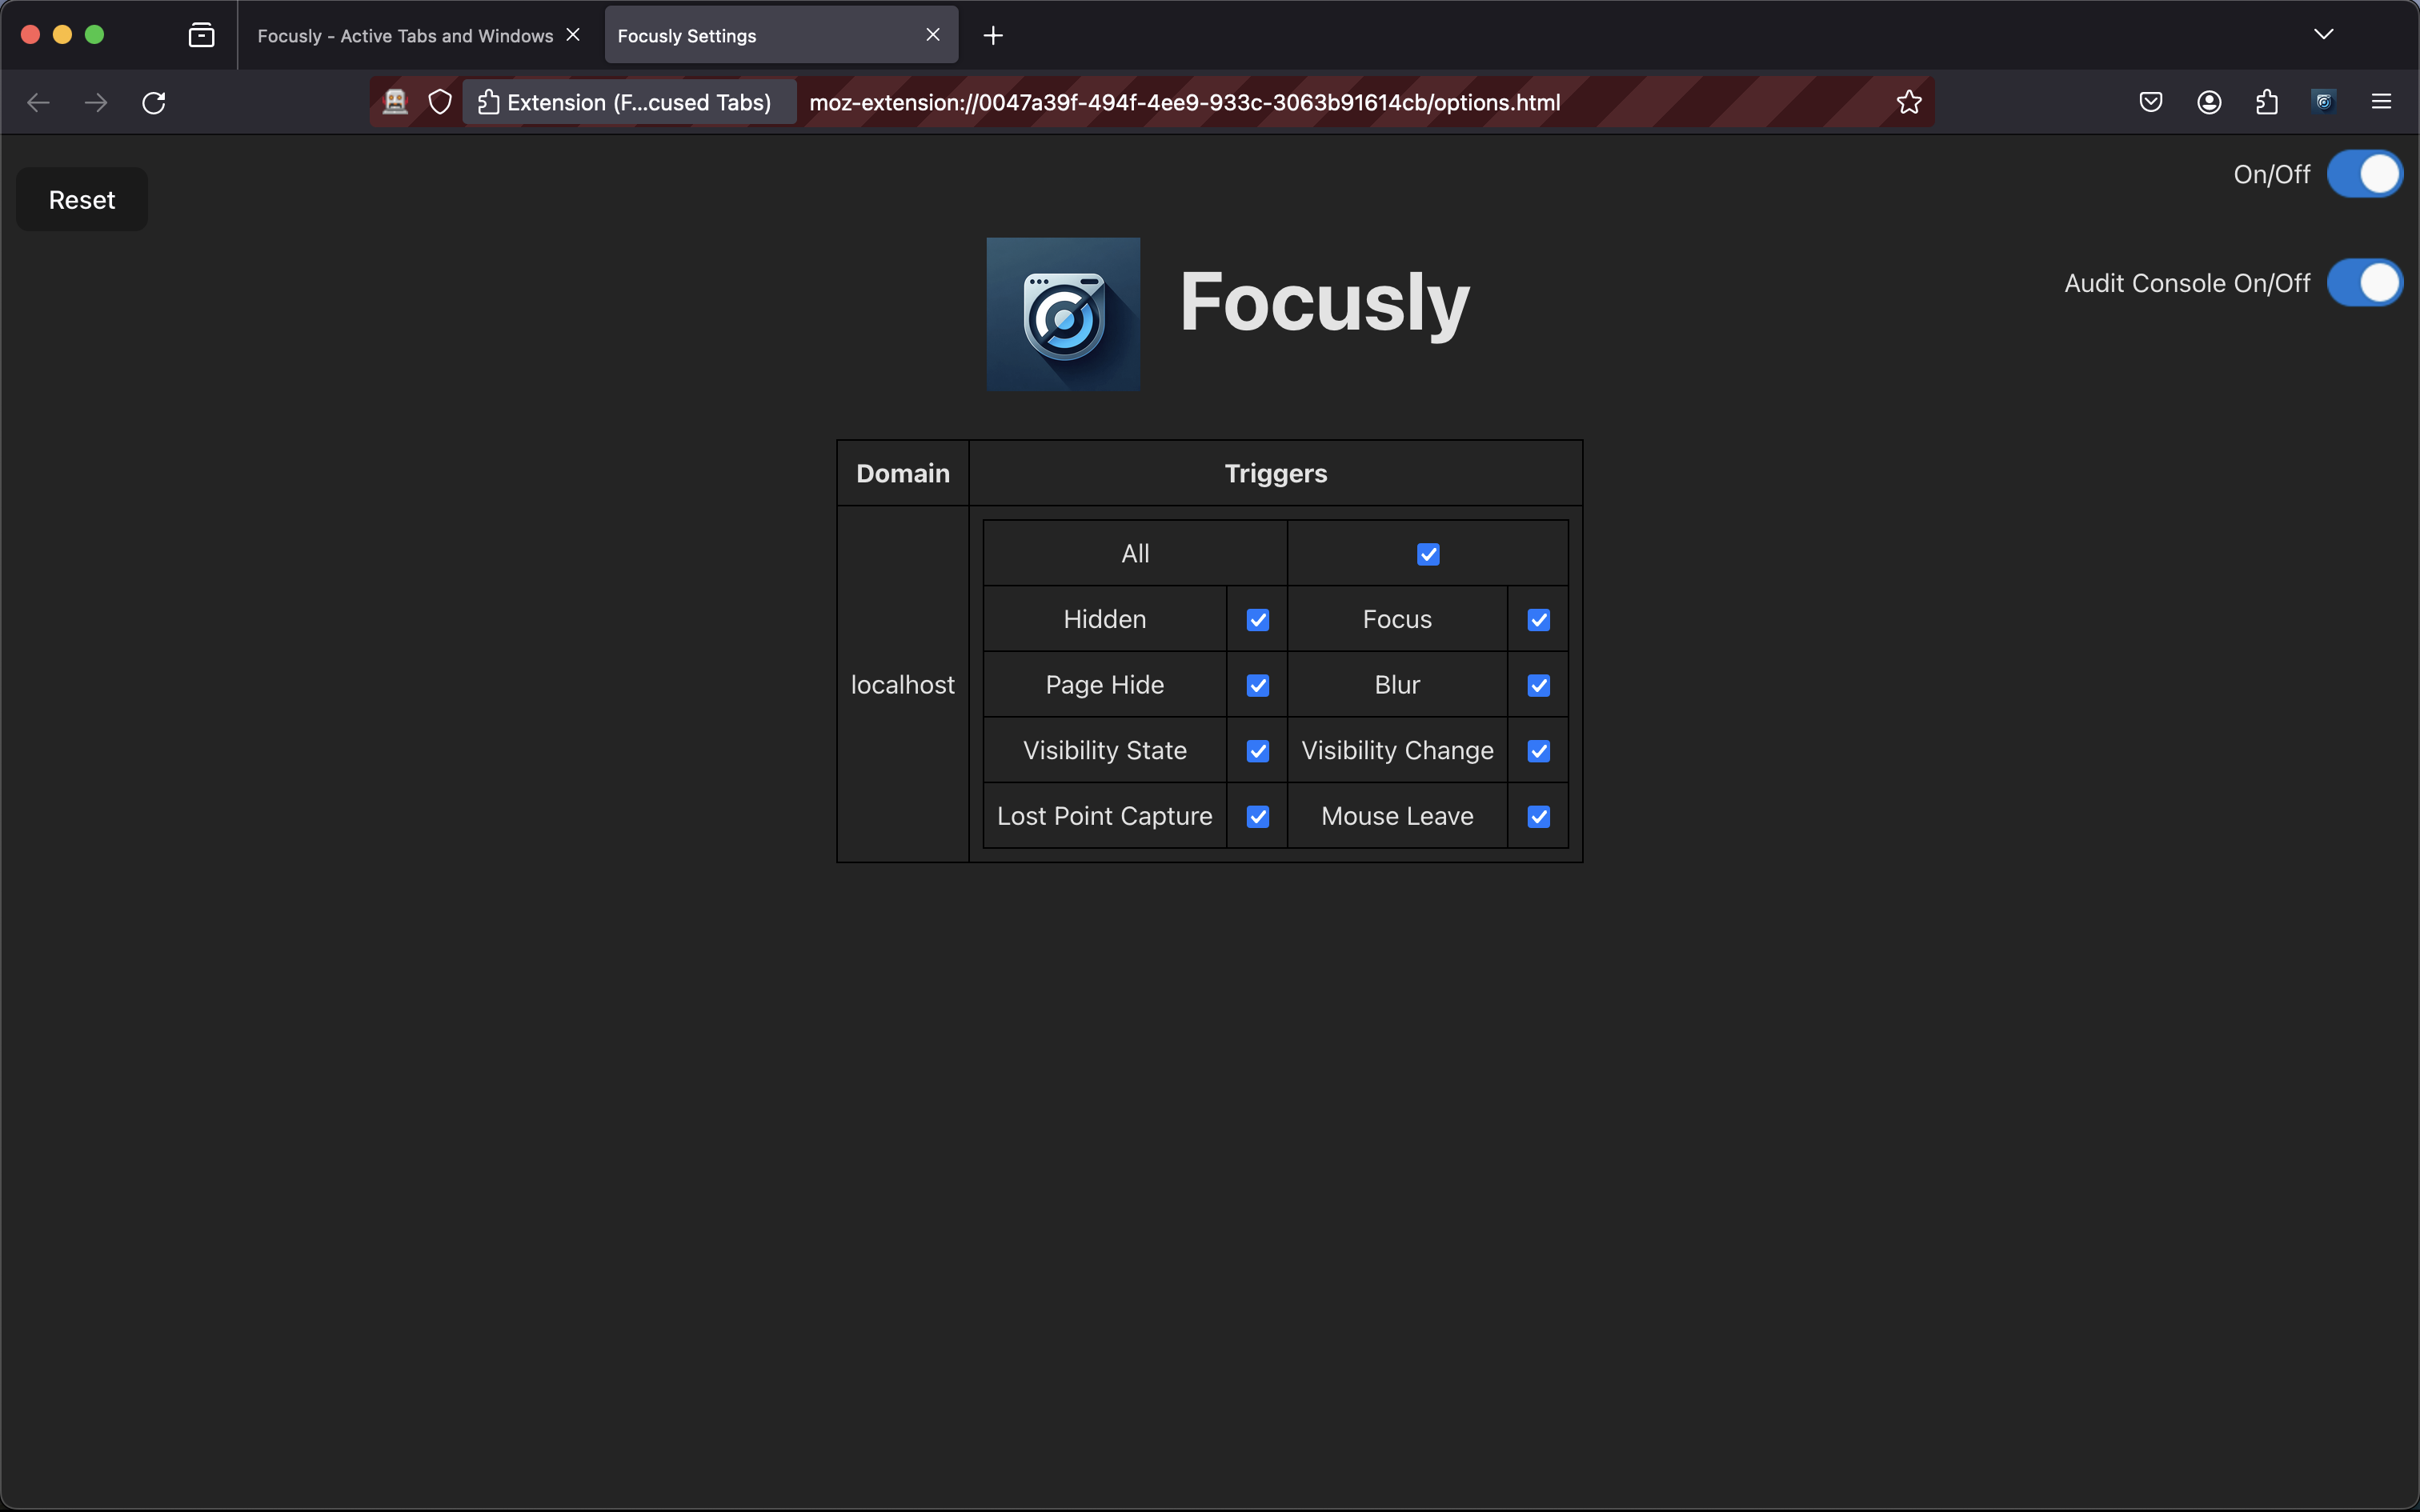 Focusly - Active Tabs and Windows
Focusly Settings
Extension (F...cused Tabs)
moz-extension://0047a39f-494f-4ee9-933c-3063b91614cb/options.html
Reset
On/Off
Focusly
Audit Console On/Off
Domain
Triggers
All
Hidden
Focus
localhost
Page Hide
Blur
Visibility State
Visibility Change
Lost Point Capture
Mouse Leave